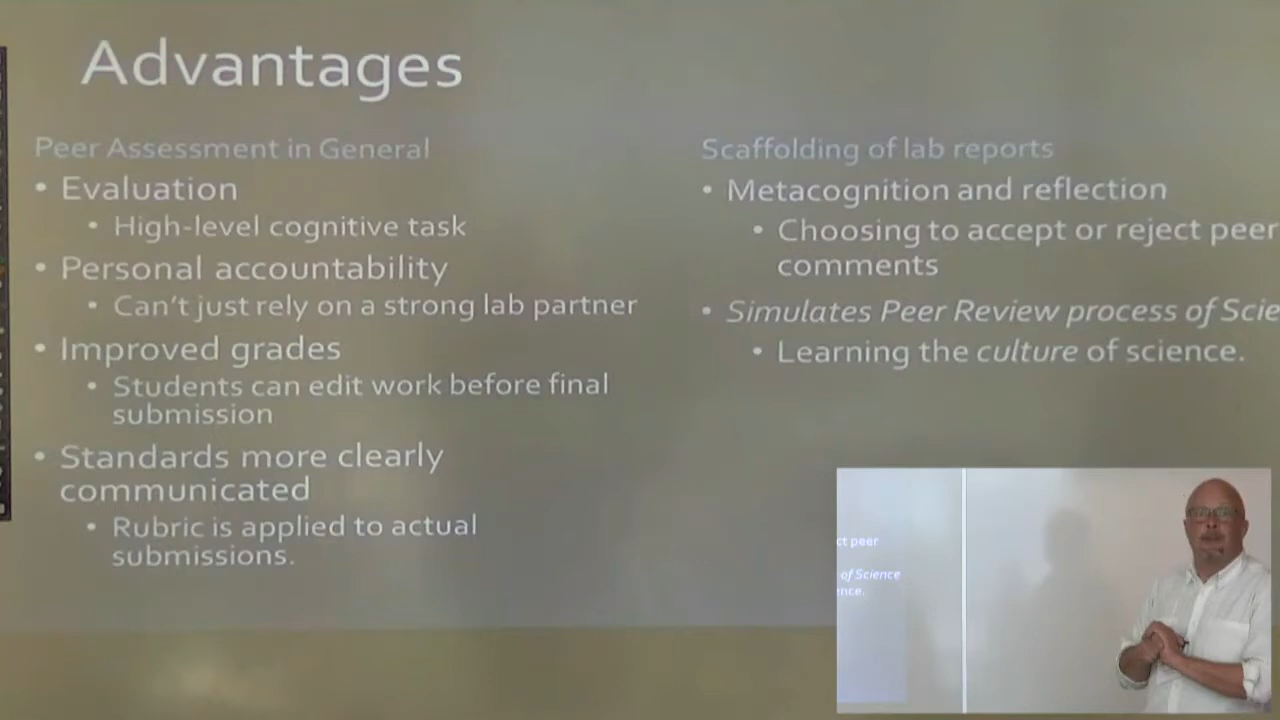 Advantages
Peer Assessment in General
• Evaluation
• High-level cognitive task
• Personal accountability
• Can't just rely on a strong lab partner
• Improved grades
• Students can edit work before final
submission
• Standards more clearly
communicated
• Rubric is applied to actual
submissions.
Scaffolding of lab reports
• Metacognition and reflection
• Choosing to accept or reject peer
comments
• Simulates Peer Review process of Scie
• Learning the culture of science.
ct peer
of Science
ence.